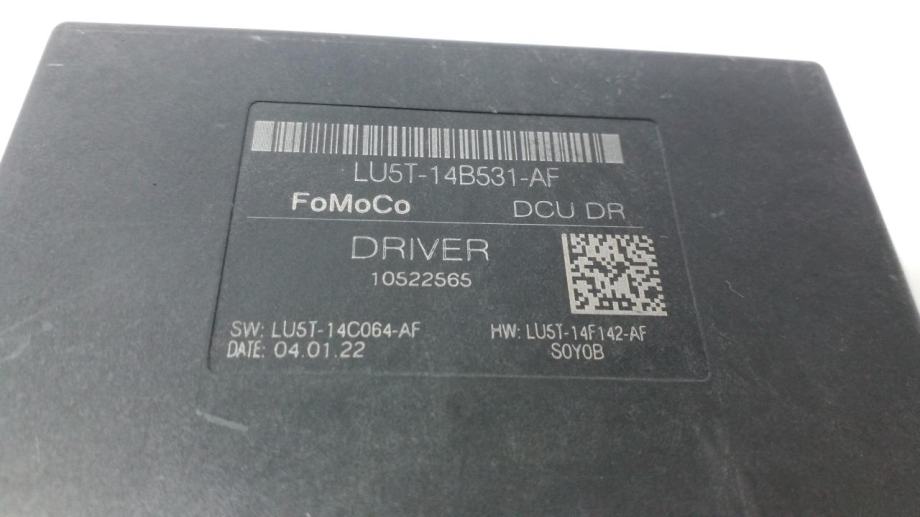 LU5T-14B531-AF
FoMoCo DCU DR
DRIVER
10522565
SW: LU5T-14C064-AF HW: LU5T-14F142-AF
DATE: 04.01.22 S0Y0B